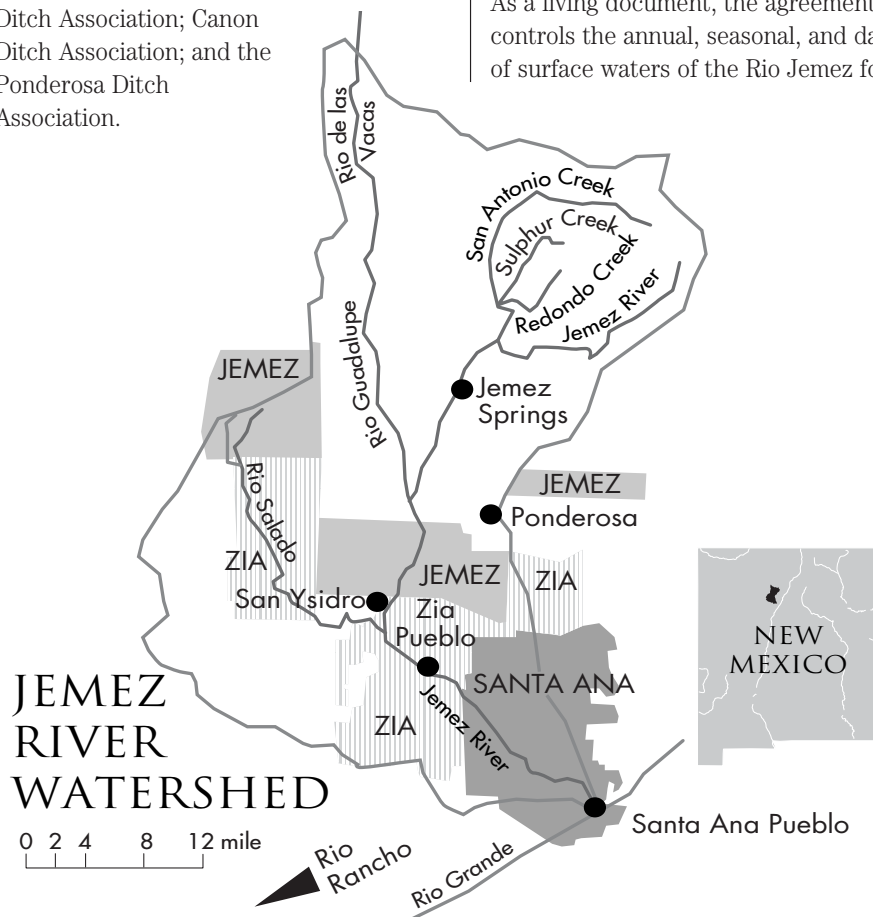 Ditch Association; Canon
Ditch Association; and the
Ponderosa Ditch
Association.
As a living document, the agreement
controls the annual, seasonal, and
of surface waters of the Rio Jemez
Rio de las
Vacas
San Antonio Creek
Sulphur Creek
Redondo Creek
Jemez River
Rio Guadalupe
JEMEZ
Jemez
Springs
Rio Salado
JEMEZ
Ponderosa
ZIA
JEMEZ
ZIA
San Ysidro
Zia
Pueblo
SANTA ANA
Jemez River
ZIA
NEW
MEXICO
JEMEZ
RIVER
WATERSHED
0 2 4 8 12 mile
Santa Ana Pueblo
Rio
Rancho
Rio Grande